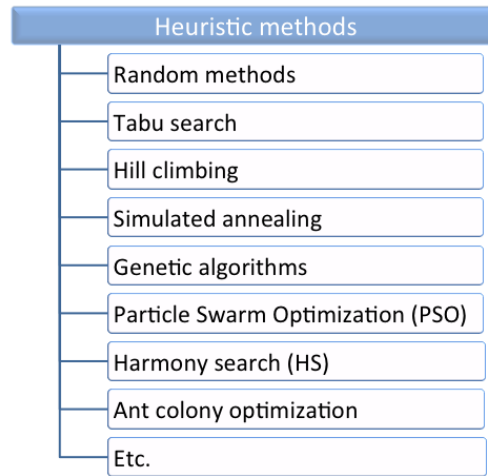 Heuristic methods
Random methods
Tabu search
Hill climbing
Simulated annealing
Genetic algorithms
Particle Swarm Optimization (PSO)
Harmony search (HS)
Ant colony optimization
Etc.